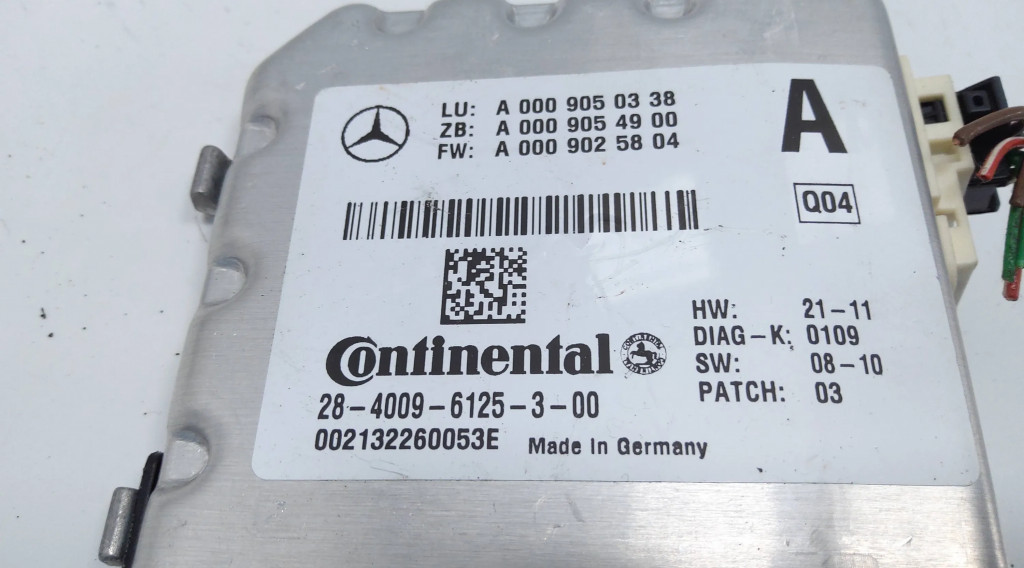 LU: A 000 905 03 38
ZB: A 000 905 49 00
FW: A 000 902 58 04
A
Q04
HW: 21-11
DIAG-K: 0109
SW: 08-10
PATCH: 03
Continental
28-4009-6125-3-00
002132260053E Made In Germany